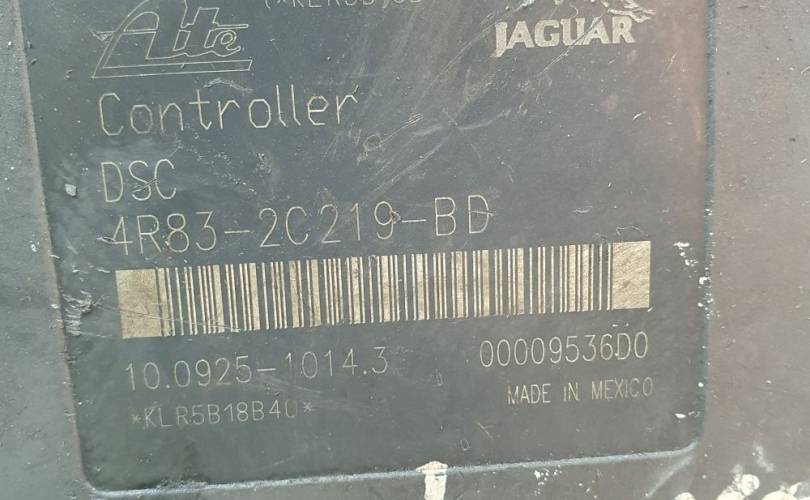 Ate
JAGUAR
Controller
DSC
4R83-2C219-BD
10.0925-1014.3 00009536D0
*KLR5B18B40* MADE IN MEXICO